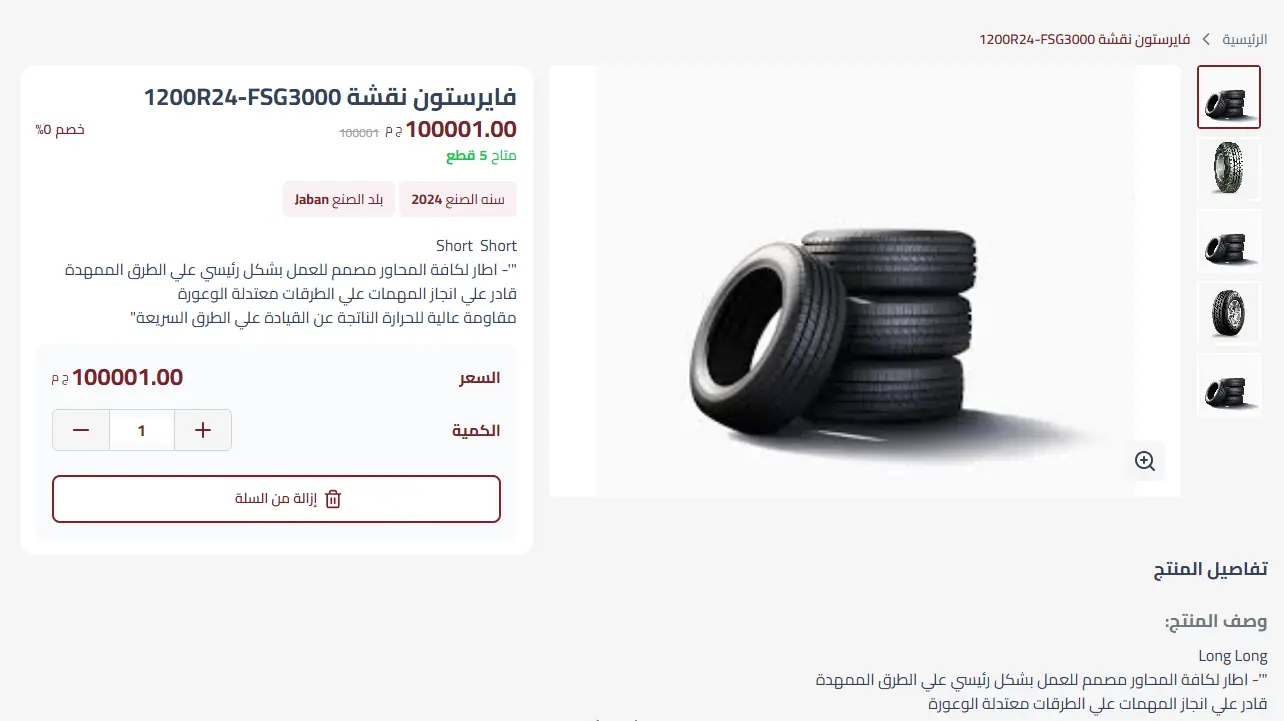 الرئيسية > فايرستون نقشة 1200R24-FSG3000
فايرستون نقشة 1200R24-FSG3000
100001.00 ج م 100001 خصم 0%
متاح 5 قطع
سنه الصنع 2024 بلد الصنع Jaban
Short Short
"'- اطار لكافة المحاور مصمم للعمل بشكل رئيسي علي الطرق الممهدة
قادر علي انجاز المهمات علي الطرقات معتدلة الوعورة
مقاومة عالية للحرارة الناتجة عن القيادة علي الطرق السريعة"
السعر 100001.00 ج م
الكمية + 1 −
إزالة من السلة
تفاصيل المنتج
وصف المنتج:
Long Long
"'- اطار لكافة المحاور مصمم للعمل بشكل رئيسي علي الطرق الممهدة
قادر علي انجاز المهمات علي الطرقات معتدلة الوعورة